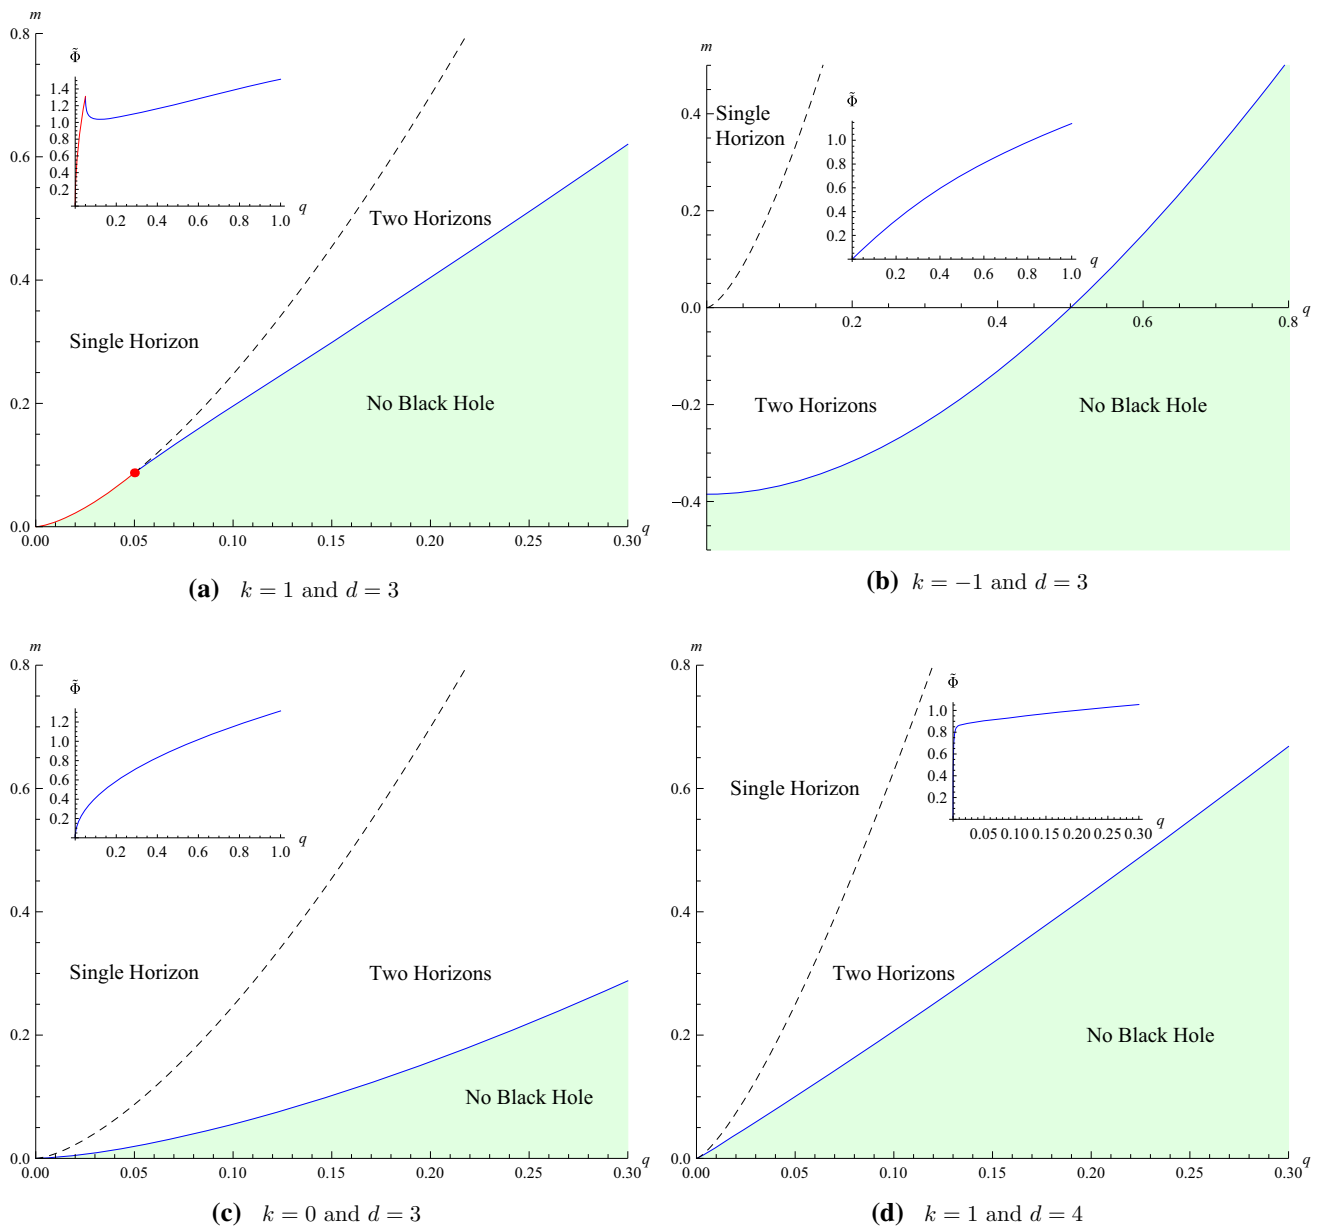 m
0.8
Φ̃
1.4
1.2
1.0
0.8
0.6
0.4
0.2
0.2 0.4 0.6 0.8 1.0 q
0.6
Two Horizons
0.4
Single Horizon
No Black Hole
0.2
0.0
0.00 0.05 0.10 0.15 0.20 0.25 0.30 q
(a) k = 1 and d = 3
m
0.4
Single
Horizon
Φ̃
1.0
0.8
0.6
0.4
0.2
0.2 0.4 0.6 0.8 1.0 q
0.2
0.0
0.2 0.4 0.6 0.8 q
Two Horizons
No Black Hole
−0.2
−0.4
(b) k = −1 and d = 3
m
0.8
Φ̃
1.2
1.0
0.8
0.6
0.4
0.2
0.2 0.4 0.6 0.8 1.0 q
0.6
0.4
Single Horizon
Two Horizons
0.2
No Black Hole
0.0
0.00 0.05 0.10 0.15 0.20 0.25 0.30 q
(c) k = 0 and d = 3
m
0.8
Φ̃
1.0
0.8
0.6
0.4
1.0
0.8
0.4
0.2
0.05 0.10 0.15 0.20 0.25 0.30 q
0.6
Single Horizon
0.4
Two Horizons
0.2
No Black Hole
0.0
0.00 0.05 0.10 0.15 0.20 0.25 0.30 q
(d) k = 1 and d = 4